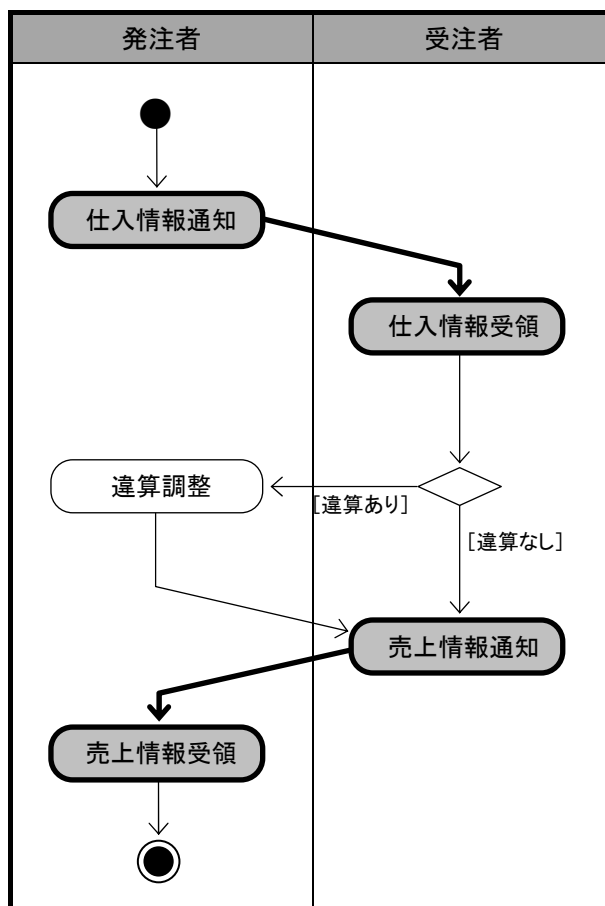 発注者
受注者
仕入情報通知
仕入情報受領
違算調整
[違算あり]
[違算なし]
売上情報通知
売上情報受領